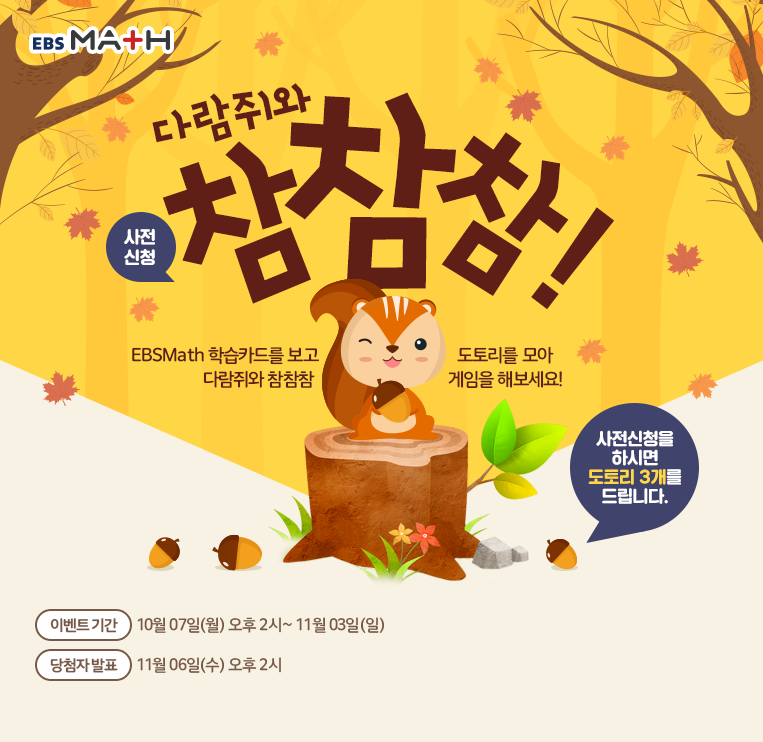 EBS MATH
다람쥐와
참참참!
사전
신청
EBSMath 학습카드를 보고 도토리를 모아
다람쥐와 참참참 게임을 해보세요!
사전신청을
하시면
도토리 3개를
드립니다.
이벤트 기간 10월 07일(월) 오후 2시~ 11월 03일(일)
당첨자 발표 11월 06일(수) 오후 2시